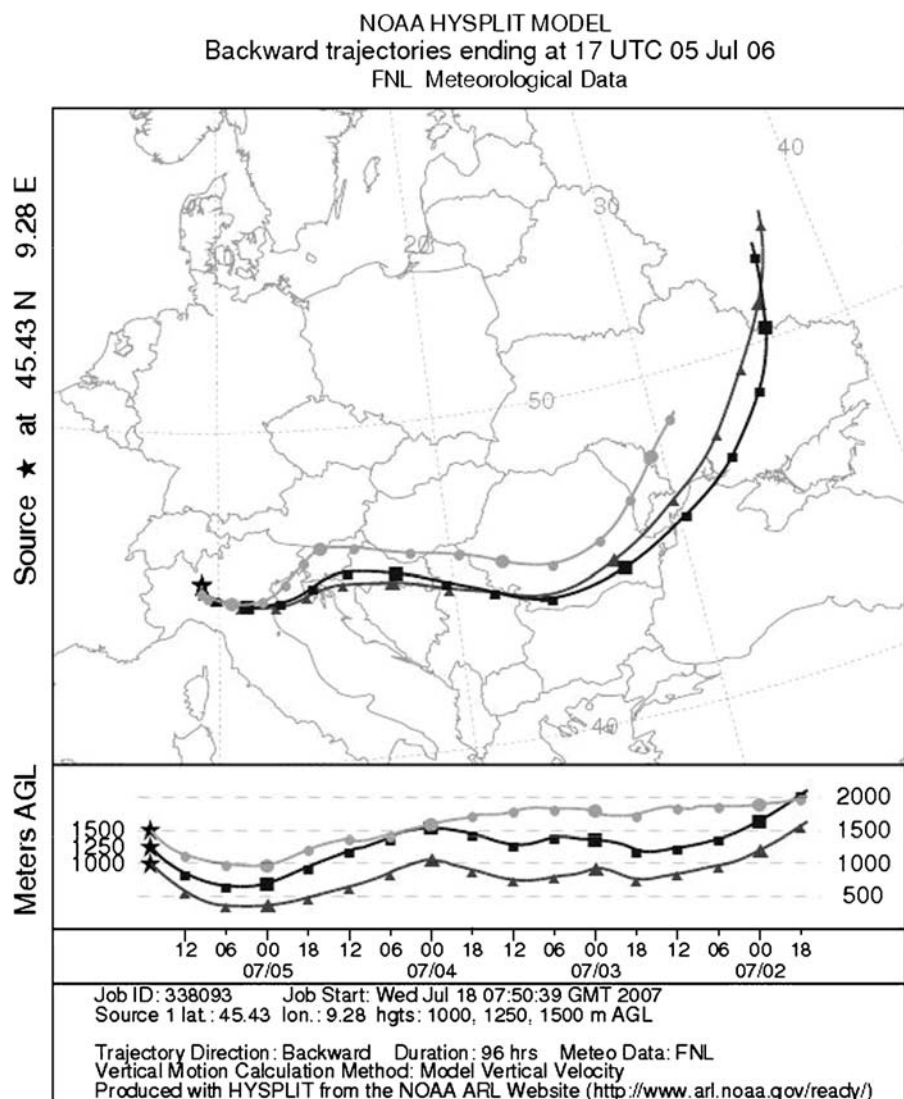 NOAA HYSPLIT MODEL
Backward trajectories ending at 17 UTC 05 Jul 06
FNL Meteorological Data
Source ★ at 45.43 N 9.28 E
40
30
20
10
50
40
Meters AGL
1500
1250
1000
2000
1500
1000
500
12 06 00 18 12 06 00 18 12 06 00 18 12 06 00 18
07/05 07/04 07/03 07/02
Job ID: 338093 Job Start: Wed Jul 18 07:50:39 GMT 2007
Source 1 lat.: 45.43 lon.: 9.28 hgts: 1000, 1250, 1500 m AGL
Trajectory Direction: Backward Duration: 96 hrs Meteo Data: FNL
Vertical Motion Calculation Method: Model Vertical Velocity
Produced with HYSPLIT from the NOAA ARL Website (http://www.arl.noaa.gov/ready/)